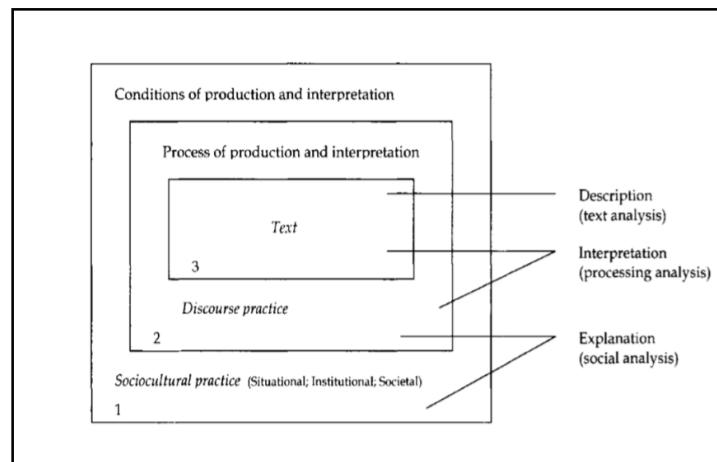 Conditions of production and interpretation
Process of production and interpretation
Text
3
Discourse practice
2
Sociocultural practice (Situational; Institutional; Societal)
1
Description
(text analysis)
Interpretation
(processing analysis)
Explanation
(social analysis)